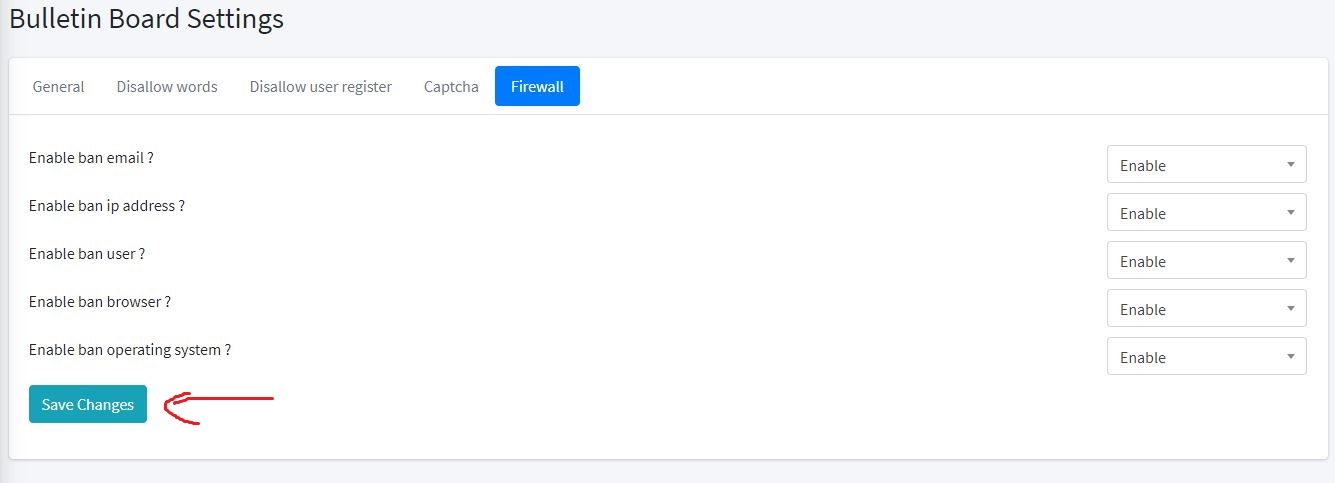 Bulletin Board Settings
General Disallow words Disallow user register Captcha Firewall
Enable ban email ? Enable
Enable ban ip address ? Enable
Enable ban user ? Enable
Enable ban browser ? Enable
Enable ban operating system ? Enable
Save Changes